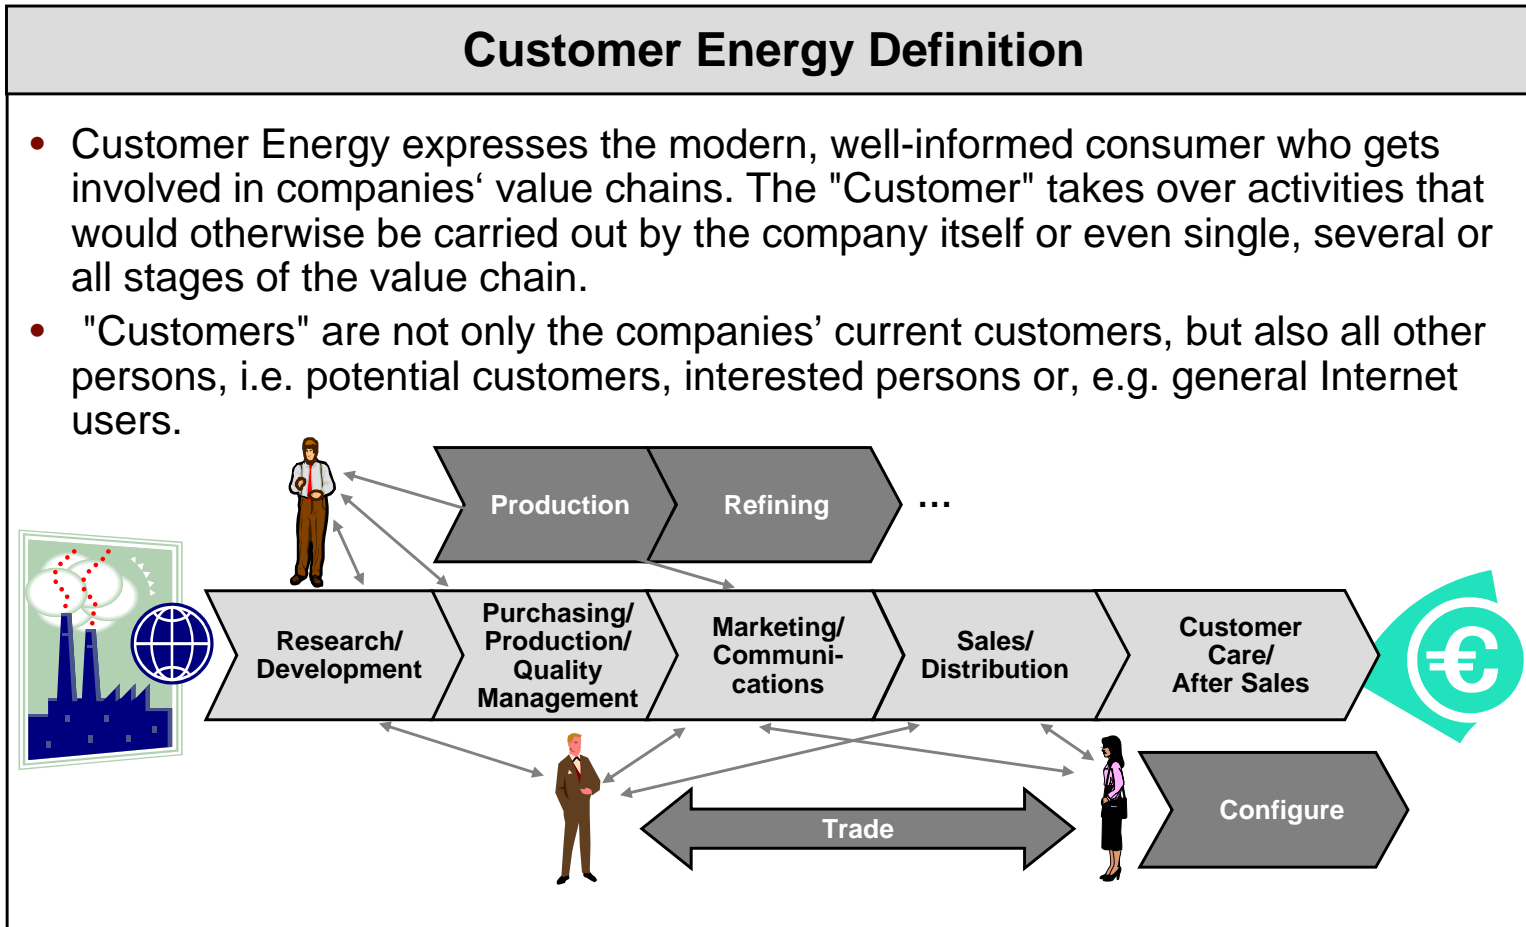 Customer Energy Definition
• Customer Energy expresses the modern, well-informed consumer who gets
involved in companies‘ value chains. The "Customer" takes over activities that
would otherwise be carried out by the company itself or even single, several or
all stages of the value chain.
• "Customers" are not only the companies’ current customers, but also all other
persons, i.e. potential customers, interested persons or, e.g. general Internet
users.
Production
Refining
...
Research/
Development
Purchasing/
Production/
Quality
Management
Marketing/
Communi-
cations
Sales/
Distribution
Customer
Care/
After Sales
€
Trade
Configure